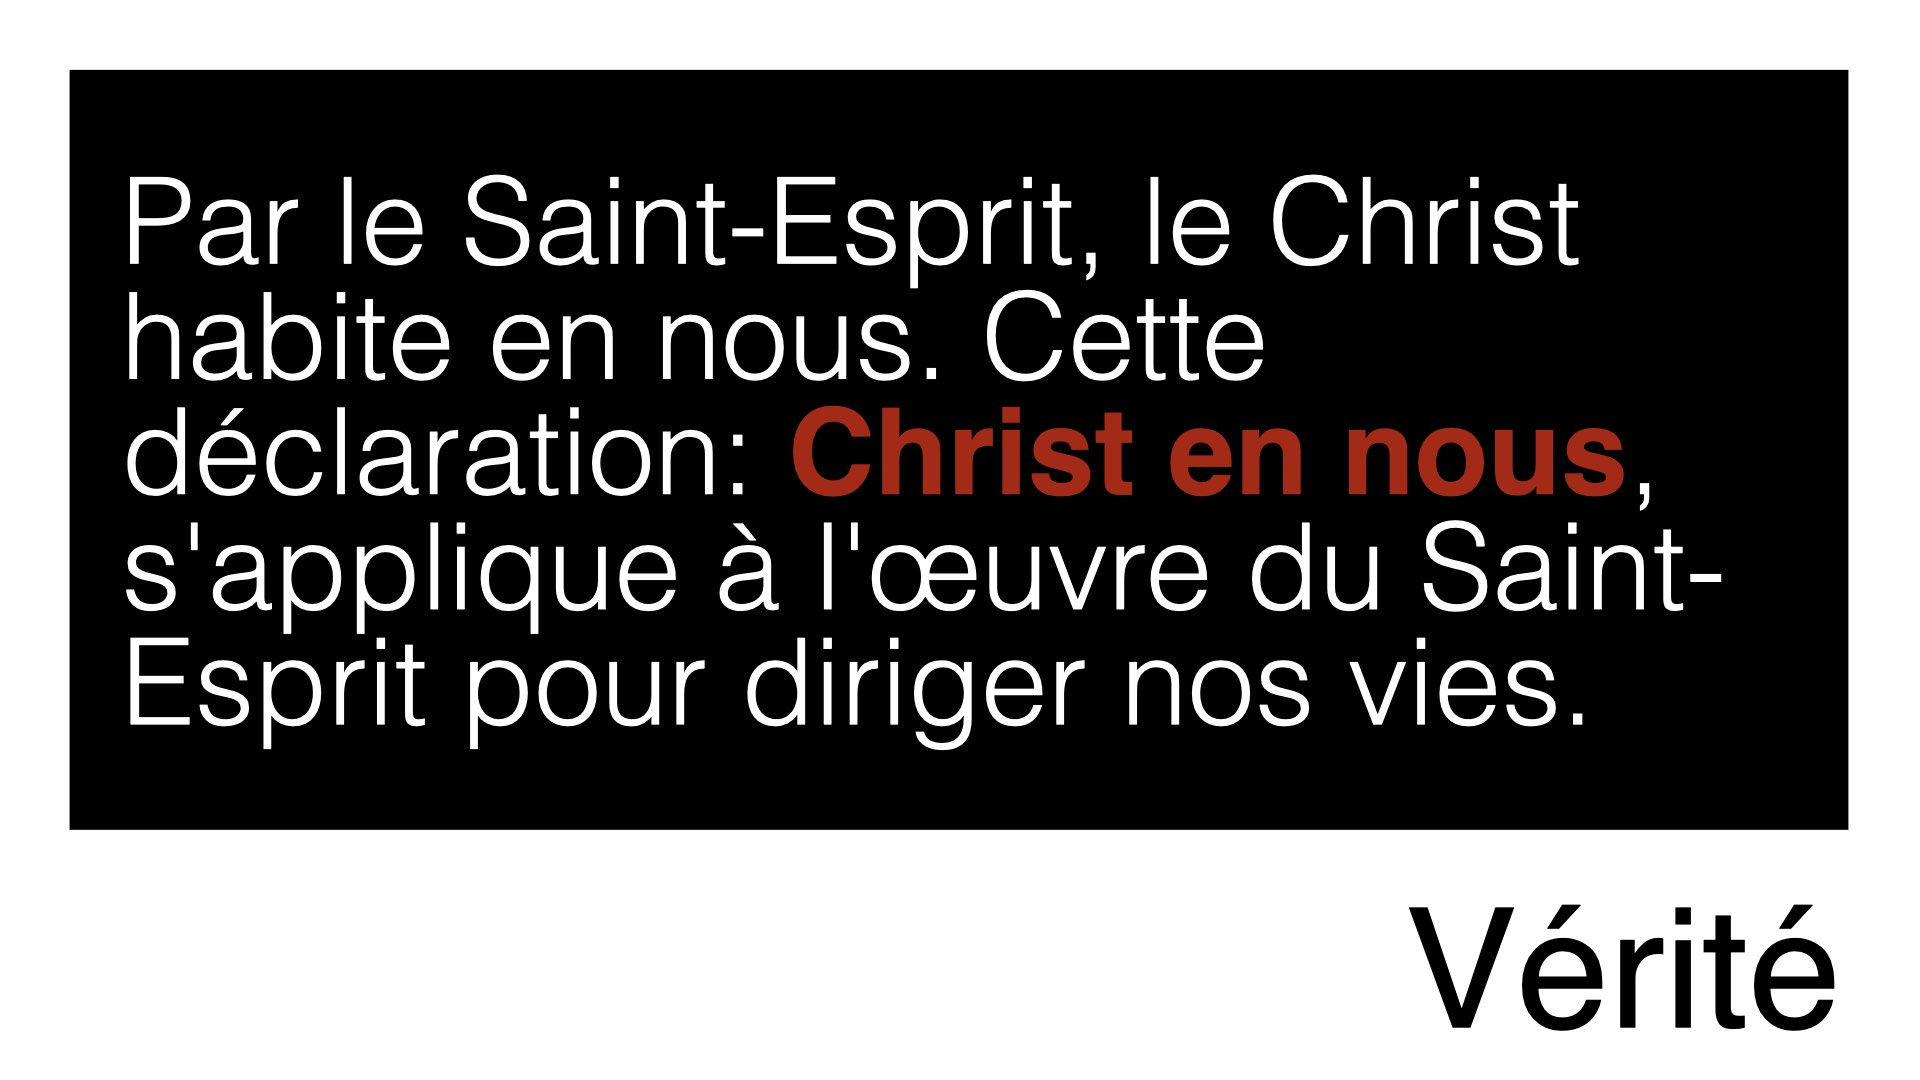 Par le Saint-Esprit, le Christ
habite en nous. Cette
déclaration: Christ en nous,
s'applique à l'œuvre du Saint-
Esprit pour diriger nos vies.
Vérité